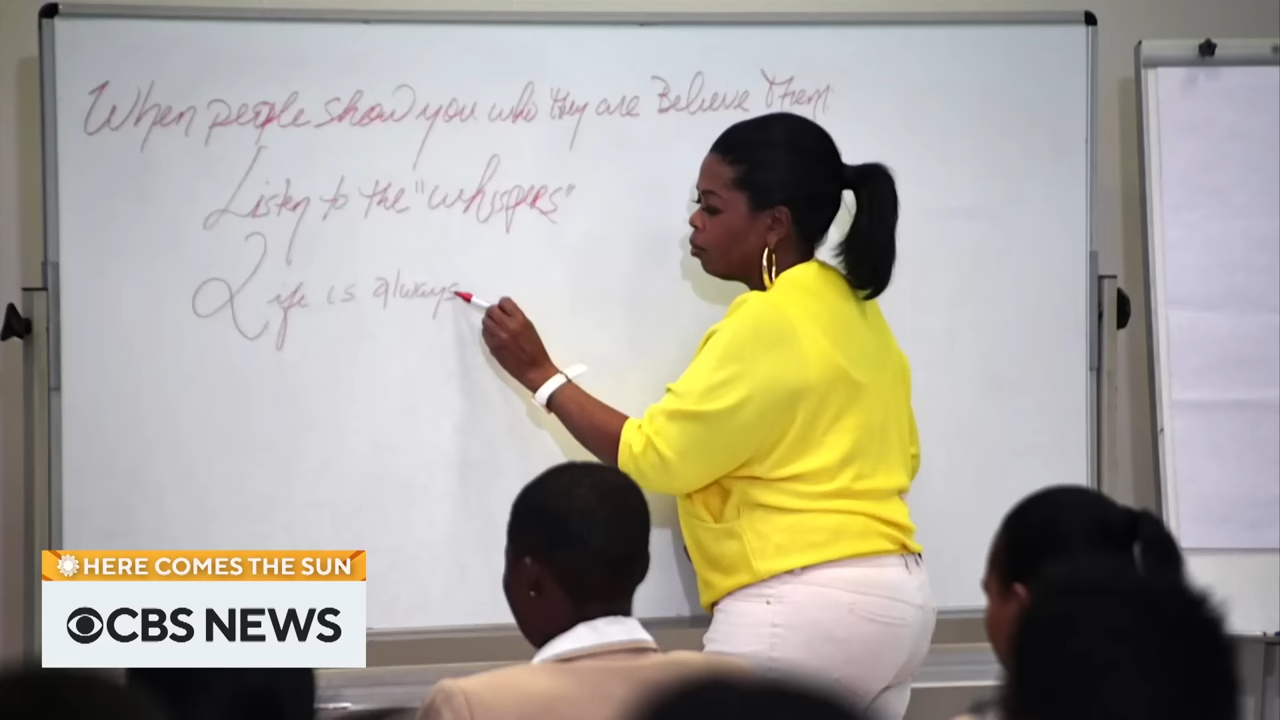 When people show you who they are Believe Them
Listen to the "whispers"
Life is always
HERE COMES THE SUN
CBS NEWS